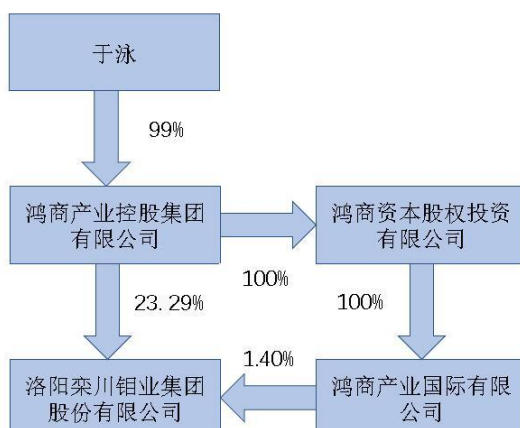 于泳
99%
鸿商产业控股集团
有限公司
鸿商资本股权投资
有限公司
100%
23.29%
100%
1.40%
洛阳栾川钼业集团
股份有限公司
鸿商产业国际有限
公司